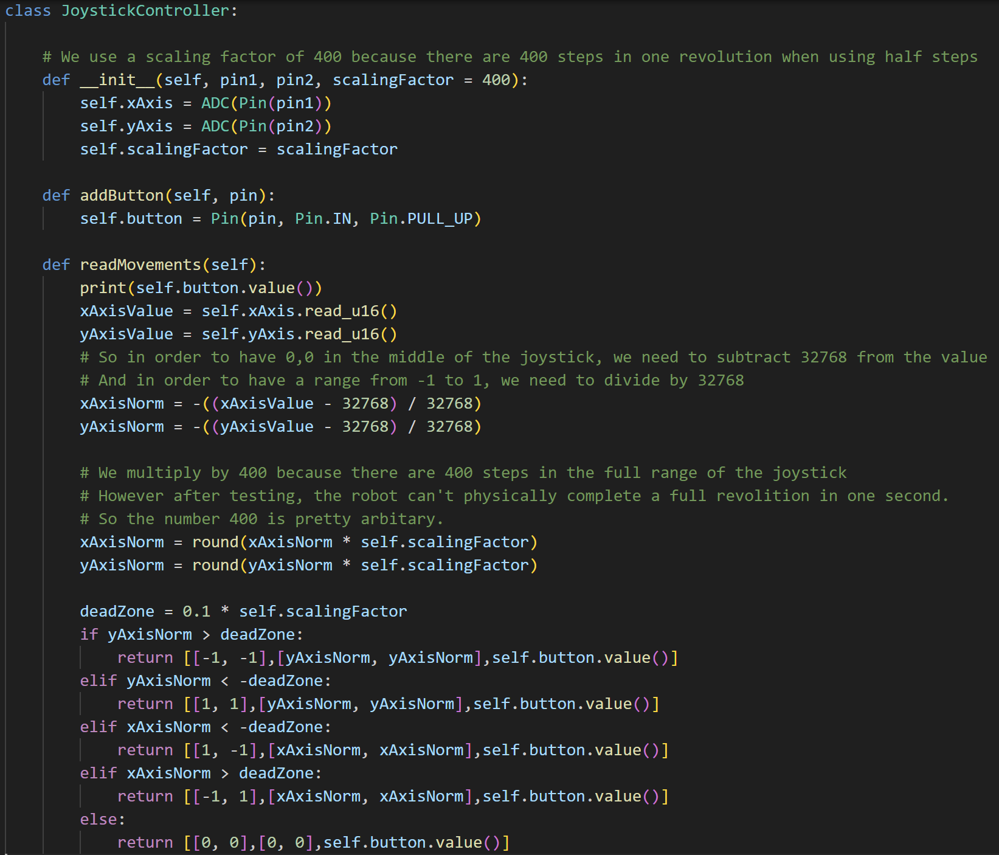 class JoystickController:
# We use a scaling factor of 400 because there are 400 steps in one revolution when using half steps
def __init__(self, pin1, pin2, scalingFactor = 400):
self.xAxis = ADC(Pin(pin1))
self.yAxis = ADC(Pin(pin2))
self.scalingFactor = scalingFactor
def addButton(self, pin):
self.button = Pin(pin, Pin.IN, Pin.PULL_UP)
def readMovements(self):
print(self.button.value())
xAxisValue = self.xAxis.read_u16()
yAxisValue = self.yAxis.read_u16()
# So in order to have 0,0 in the middle of the joystick, we need to subtract 32768 from the value
# And in order to have a range from -1 to 1, we need to divide by 32768
xAxisNorm = -((xAxisValue - 32768) / 32768)
yAxisNorm = -((yAxisValue - 32768) / 32768)
# We multiply by 400 because there are 400 steps in the full range of the joystick
# However after testing, the robot can't physically complete a full revolition in one second.
# So the number 400 is pretty arbitary.
xAxisNorm = round(xAxisNorm * self.scalingFactor)
yAxisNorm = round(yAxisNorm * self.scalingFactor)
deadZone = 0.1 * self.scalingFactor
if yAxisNorm > deadZone:
return [[-1, -1],[yAxisNorm, yAxisNorm],self.button.value()]
elif yAxisNorm < -deadZone:
return [[1, 1],[yAxisNorm, yAxisNorm],self.button.value()]
elif xAxisNorm < -deadZone:
return [[1, -1],[xAxisNorm, xAxisNorm],self.button.value()]
elif xAxisNorm > deadZone:
return [[-1, 1],[xAxisNorm, xAxisNorm],self.button.value()]
else:
return [[0, 0],[0, 0],self.button.value()]